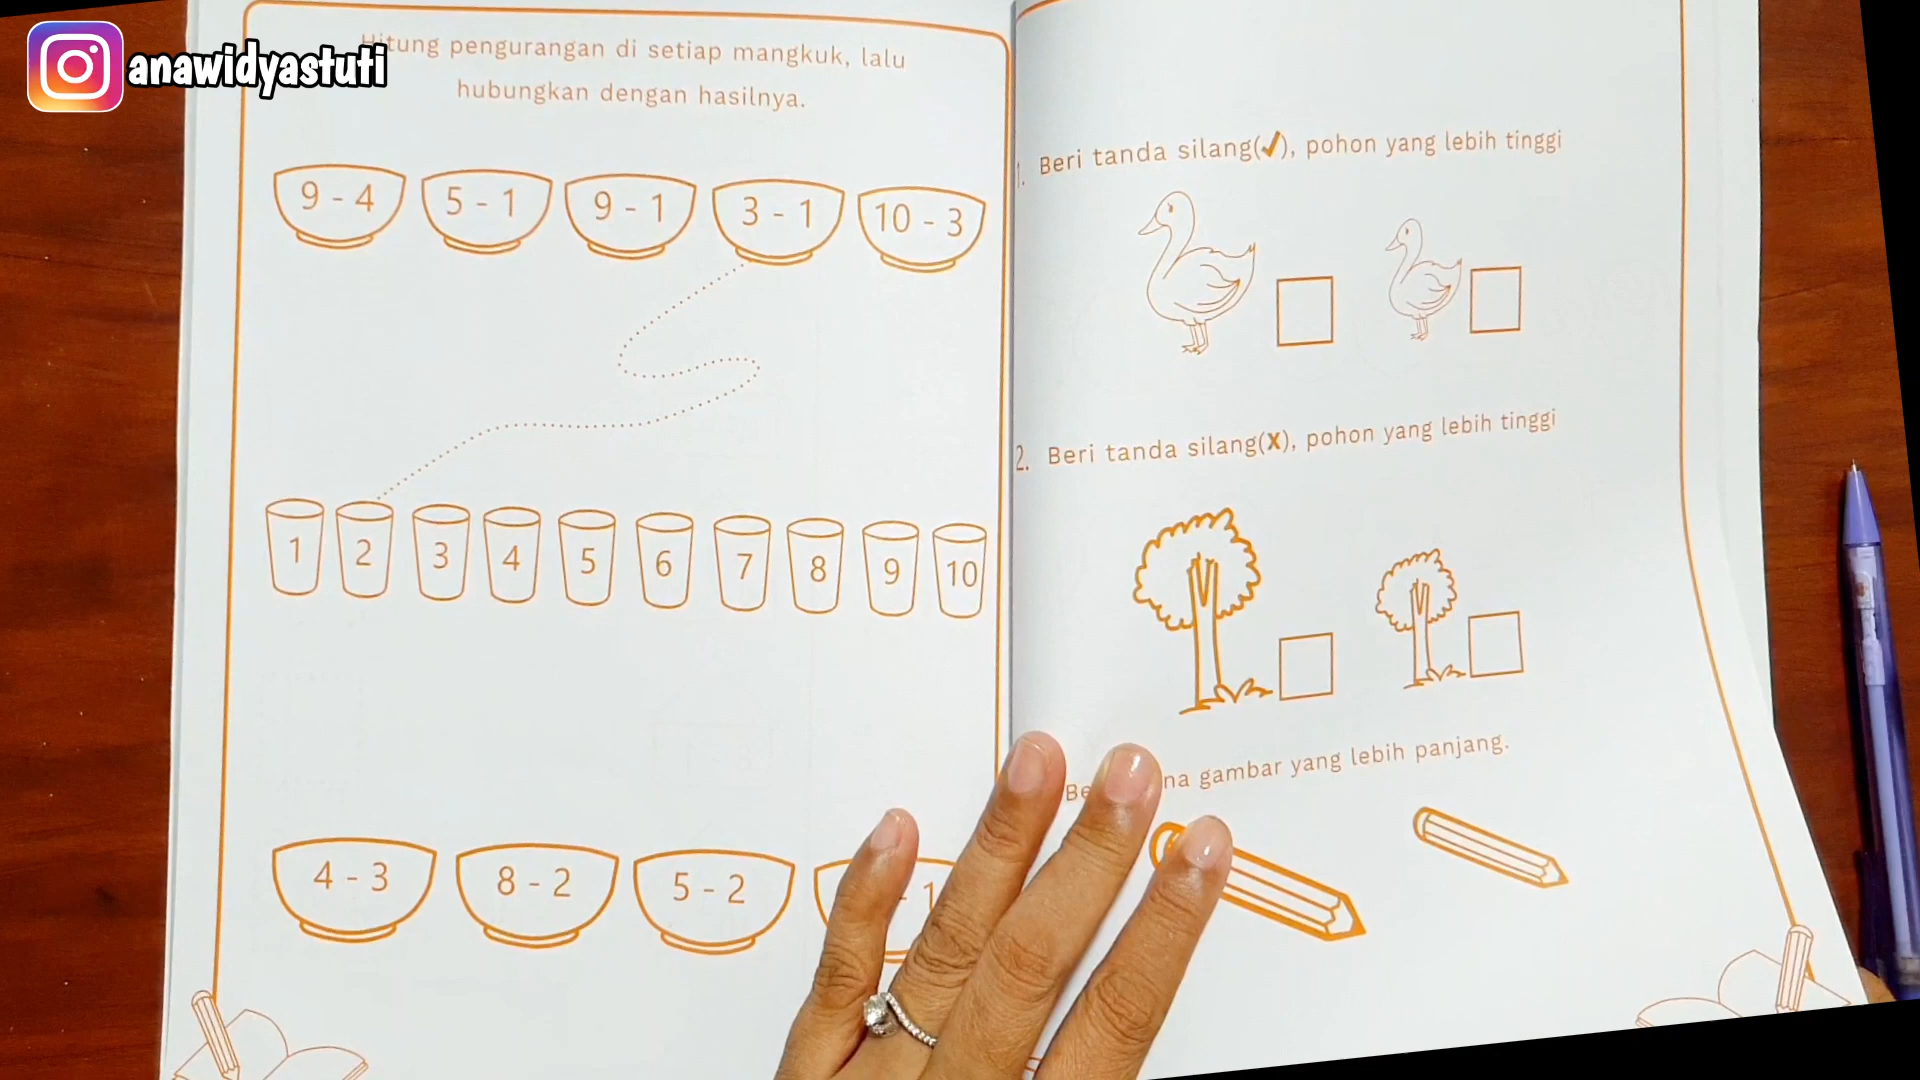 anawidyastuti
pengurangan di setiap mangkuk, lalu
hubungkan dengan hasilnya.
9 - 4 5 - 1 9 - 1 3 - 1 10 - 3
1 2 3 4 5 6 7 8 9 10
4 - 3 8 - 2 5 - 2
1. Beri tanda silang(✓), pohon yang lebih tinggi
2. Beri tanda silang(X), pohon yang lebih tinggi
gambar yang lebih panjang.